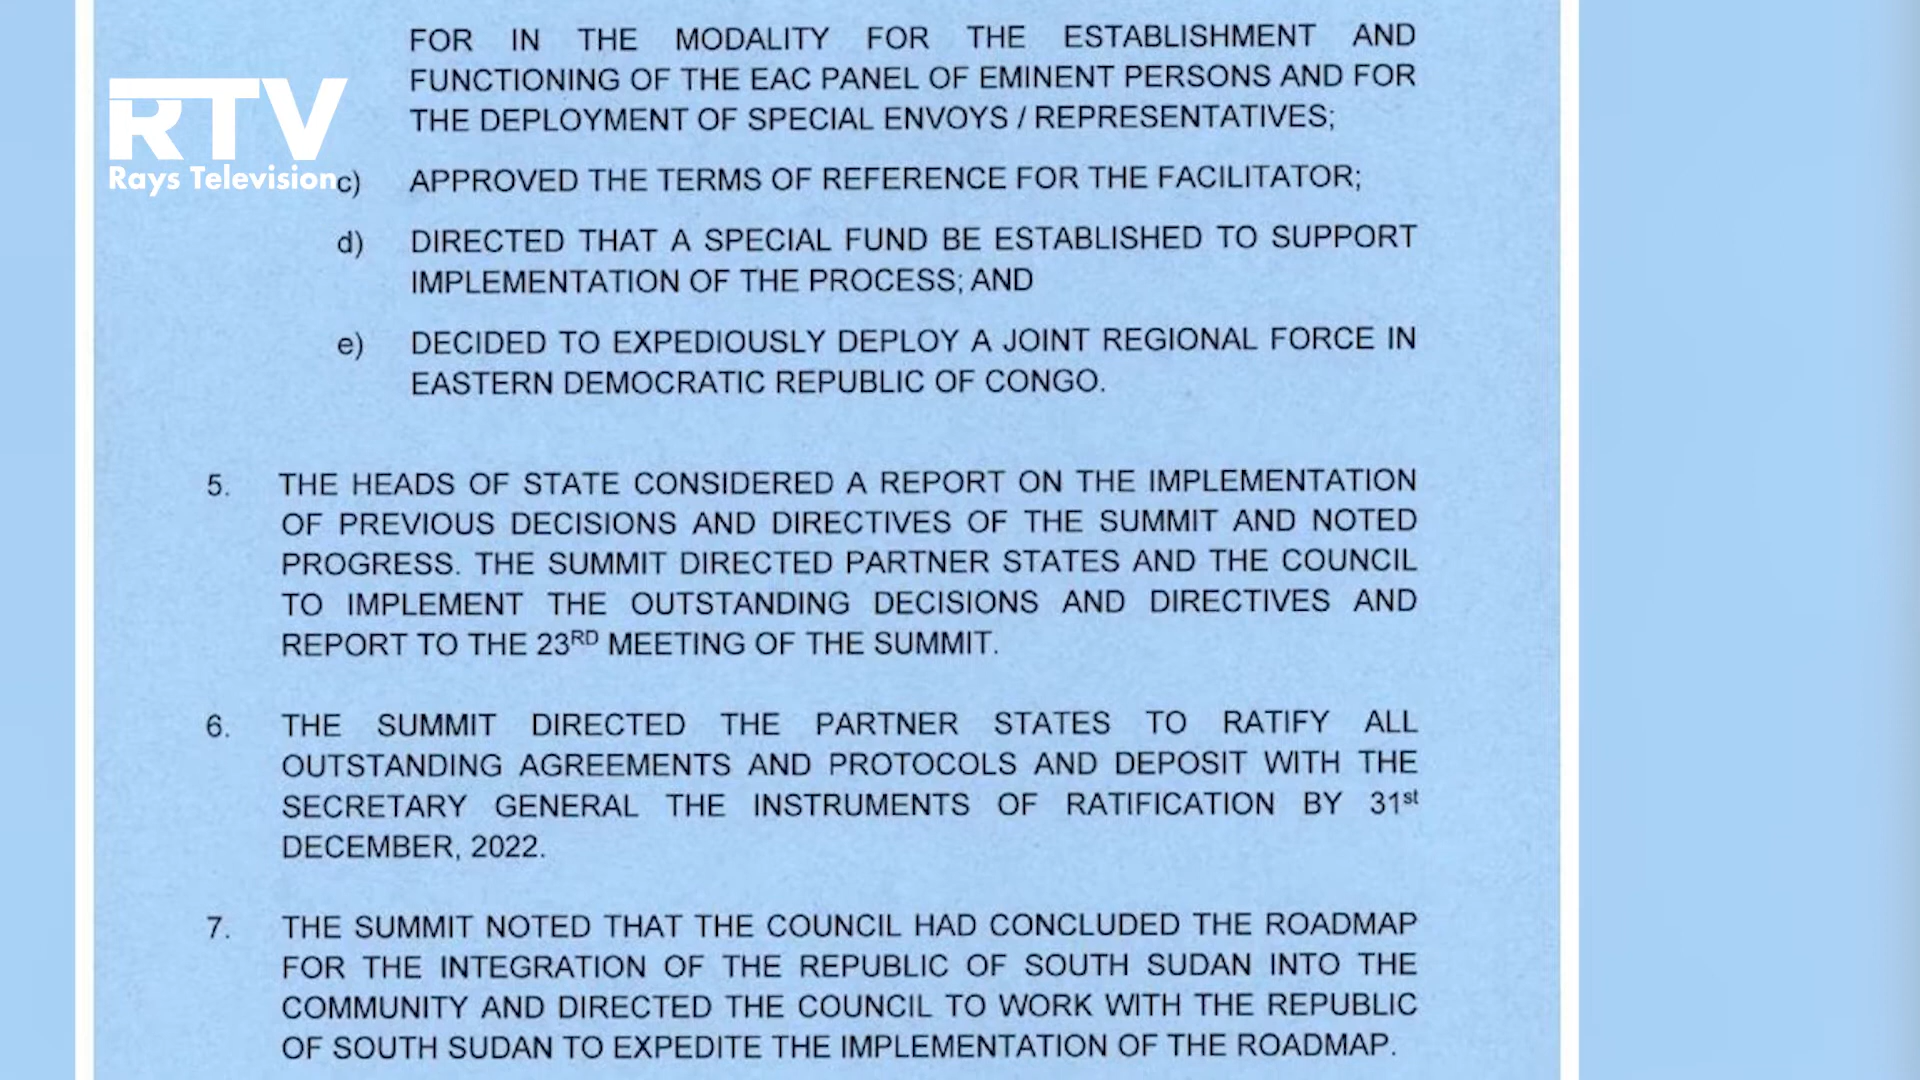 FOR IN THE MODALITY FOR THE ESTABLISHMENT AND
FUNCTIONING OF THE EAC PANEL OF EMINENT PERSONS AND FOR
THE DEPLOYMENT OF SPECIAL ENVOYS / REPRESENTATIVES;
RTV
Rays Television
c) APPROVED THE TERMS OF REFERENCE FOR THE FACILITATOR;
d) DIRECTED THAT A SPECIAL FUND BE ESTABLISHED TO SUPPORT
IMPLEMENTATION OF THE PROCESS; AND
e) DECIDED TO EXPEDIOUSLY DEPLOY A JOINT REGIONAL FORCE IN
EASTERN DEMOCRATIC REPUBLIC OF CONGO.
5. THE HEADS OF STATE CONSIDERED A REPORT ON THE IMPLEMENTATION
OF PREVIOUS DECISIONS AND DIRECTIVES OF THE SUMMIT AND NOTED
PROGRESS. THE SUMMIT DIRECTED PARTNER STATES AND THE COUNCIL
TO IMPLEMENT THE OUTSTANDING DECISIONS AND DIRECTIVES AND
REPORT TO THE 23RD MEETING OF THE SUMMIT.
6. THE SUMMIT DIRECTED THE PARTNER STATES TO RATIFY ALL
OUTSTANDING AGREEMENTS AND PROTOCOLS AND DEPOSIT WITH THE
SECRETARY GENERAL THE INSTRUMENTS OF RATIFICATION BY 31st
DECEMBER, 2022.
7. THE SUMMIT NOTED THAT THE COUNCIL HAD CONCLUDED THE ROADMAP
FOR THE INTEGRATION OF THE REPUBLIC OF SOUTH SUDAN INTO THE
COMMUNITY AND DIRECTED THE COUNCIL TO WORK WITH THE REPUBLIC
OF SOUTH SUDAN TO EXPEDITE THE IMPLEMENTATION OF THE ROADMAP.